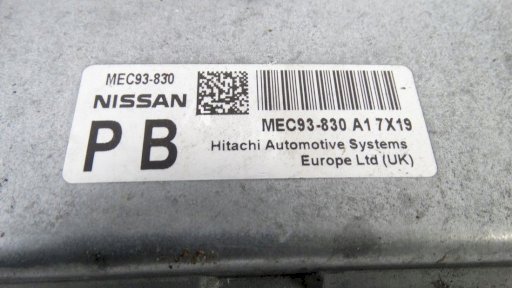 MEC93-830
NISSAN
P B
MEC93-830 A1 7X19
Hitachi Automotive Systems
Europe Ltd (UK)